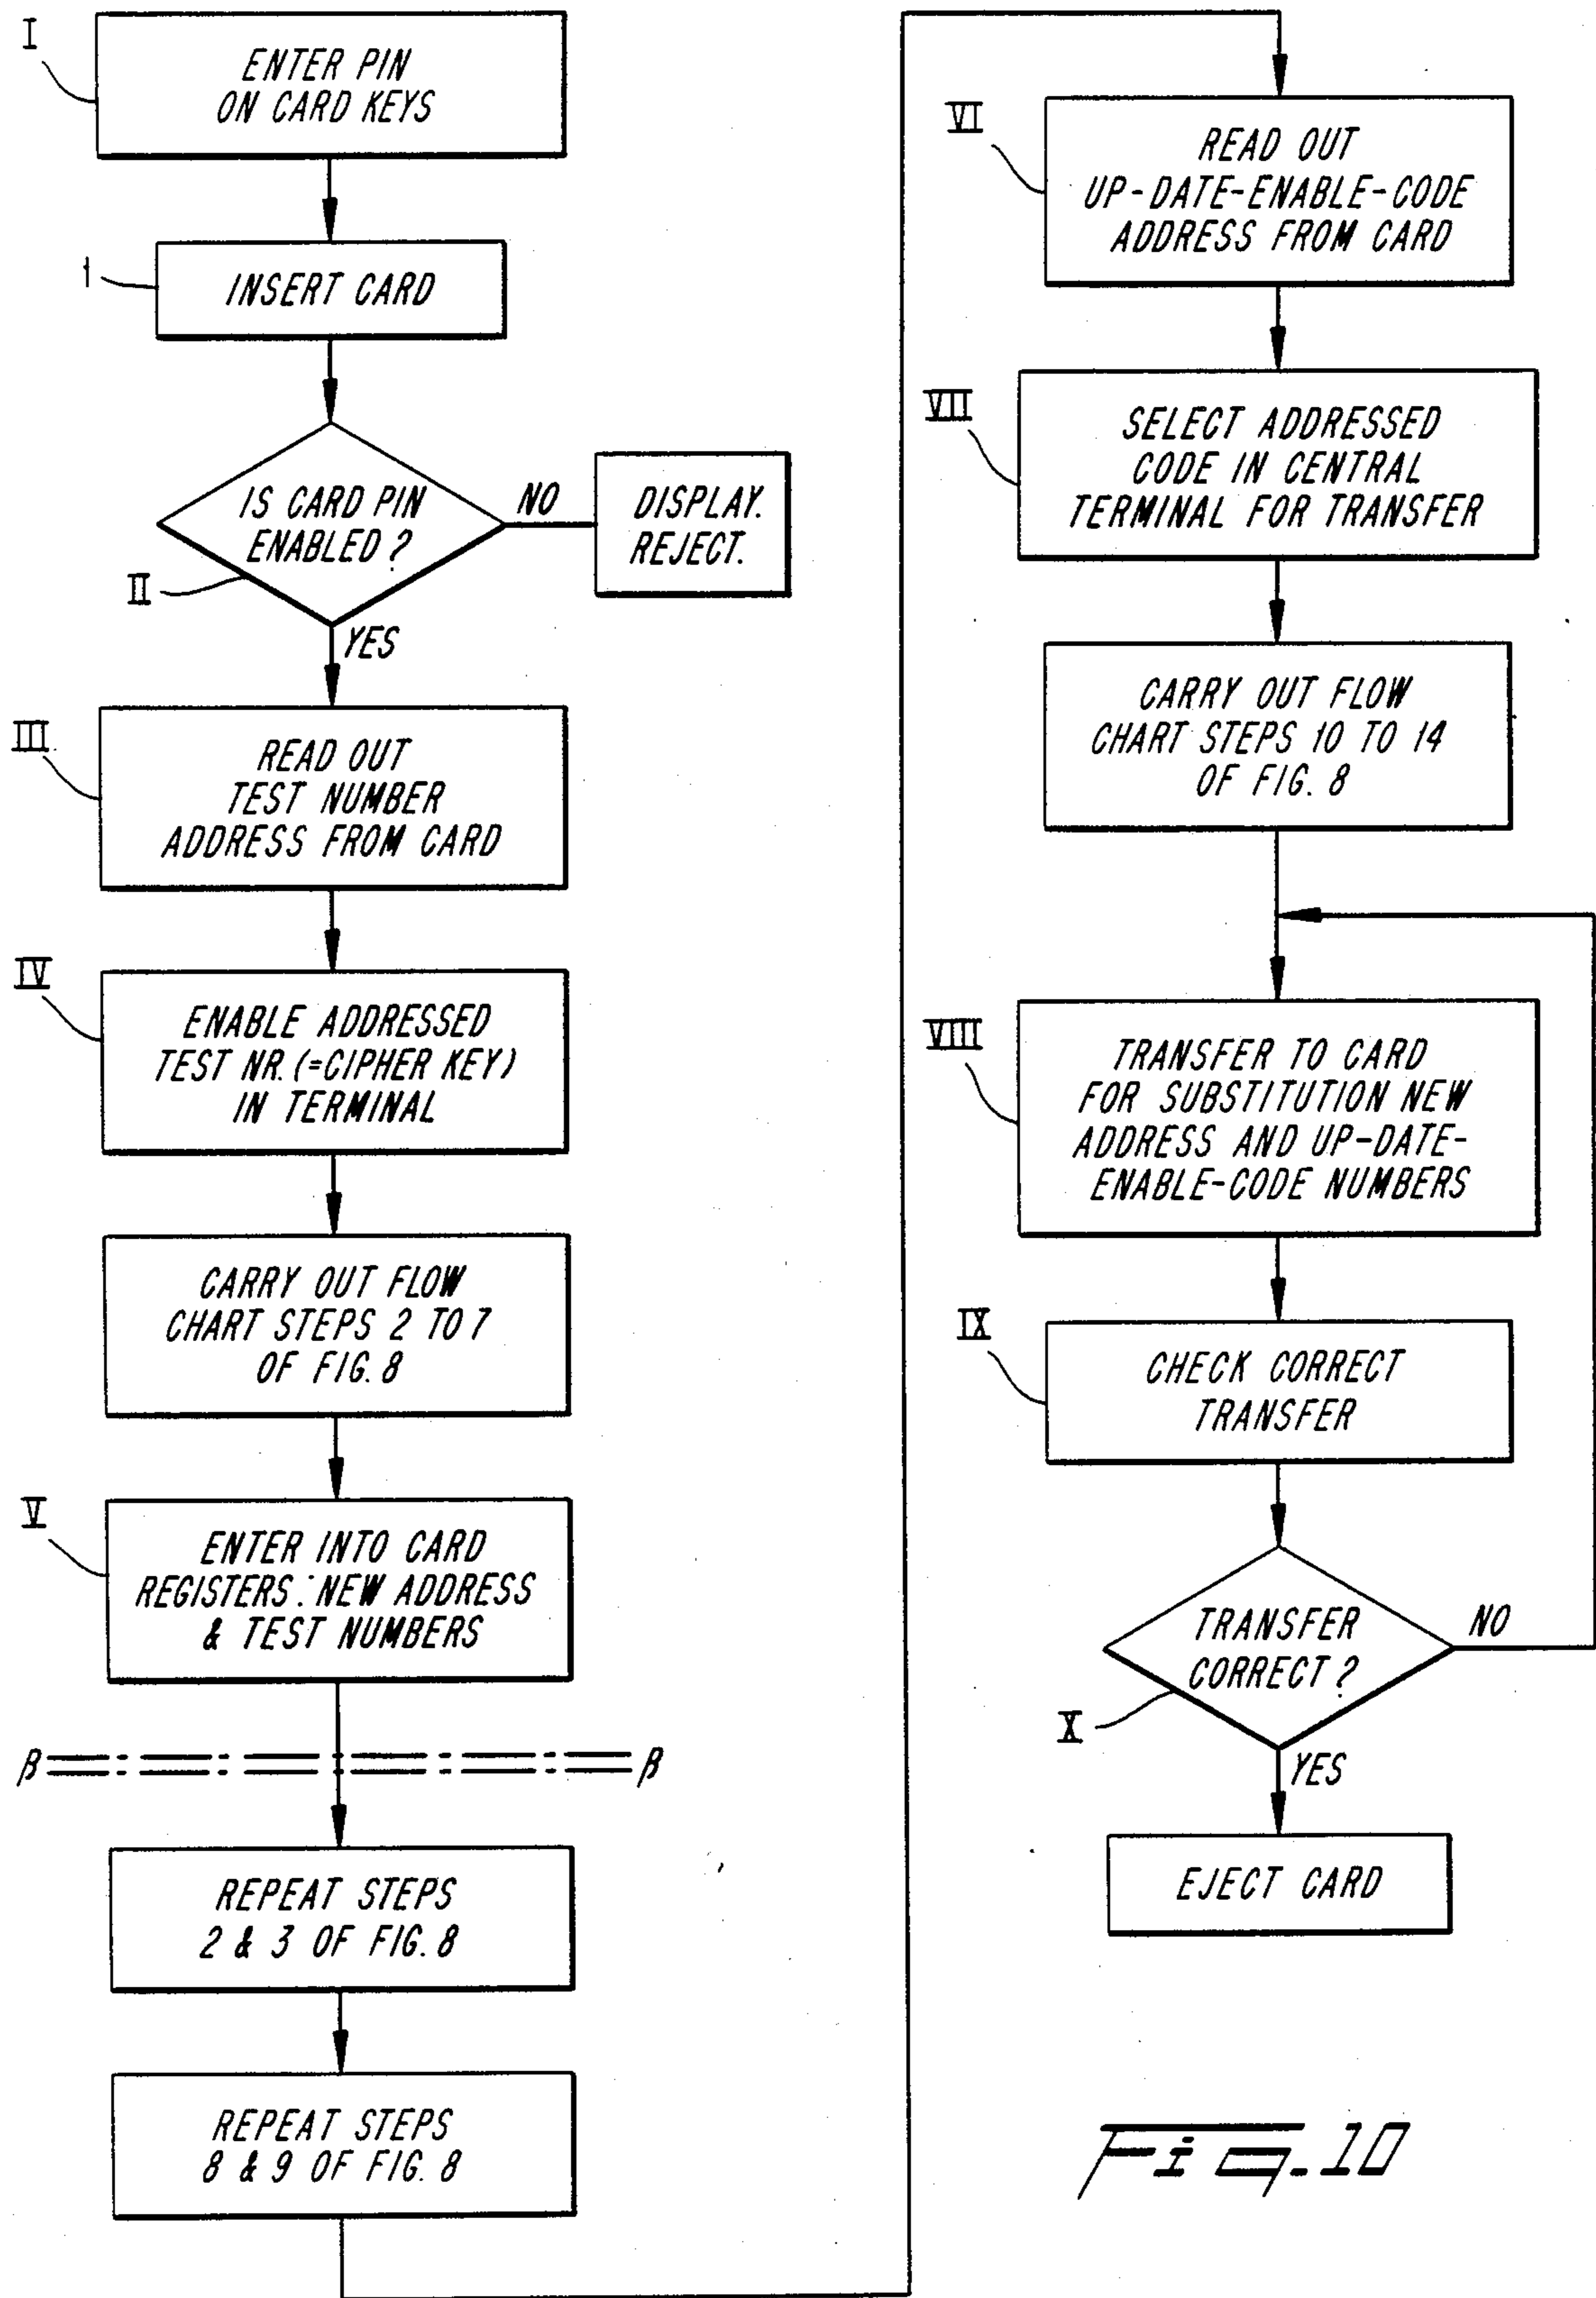 I
ENTER PIN
ON CARD KEYS
1
INSERT CARD
IS CARD PIN
ENABLED?
NO
DISPLAY.
REJECT.
II
YES
III
READ OUT
TEST NUMBER
ADDRESS FROM CARD
IV
ENABLE ADDRESSED
TEST NR. (=CIPHER KEY)
IN TERMINAL
CARRY OUT FLOW
CHART STEPS 2 TO 7
OF FIG. 8
V
ENTER INTO CARD
REGISTERS: NEW ADDRESS
& TEST NUMBERS
β β
REPEAT STEPS
2 & 3 OF FIG. 8
REPEAT STEPS
8 & 9 OF FIG. 8
VI
READ OUT
UP-DATE-ENABLE-CODE
ADDRESS FROM CARD
VII
SELECT ADDRESSED
CODE IN CENTRAL
TERMINAL FOR TRANSFER
CARRY OUT FLOW
CHART STEPS 10 TO 14
OF FIG. 8
VIII
TRANSFER TO CARD
FOR SUBSTITUTION NEW
ADDRESS AND UP-DATE-
ENABLE-CODE NUMBERS
IX
CHECK CORRECT
TRANSFER
TRANSFER
CORRECT?
NO
X
YES
EJECT CARD
Fig. 10